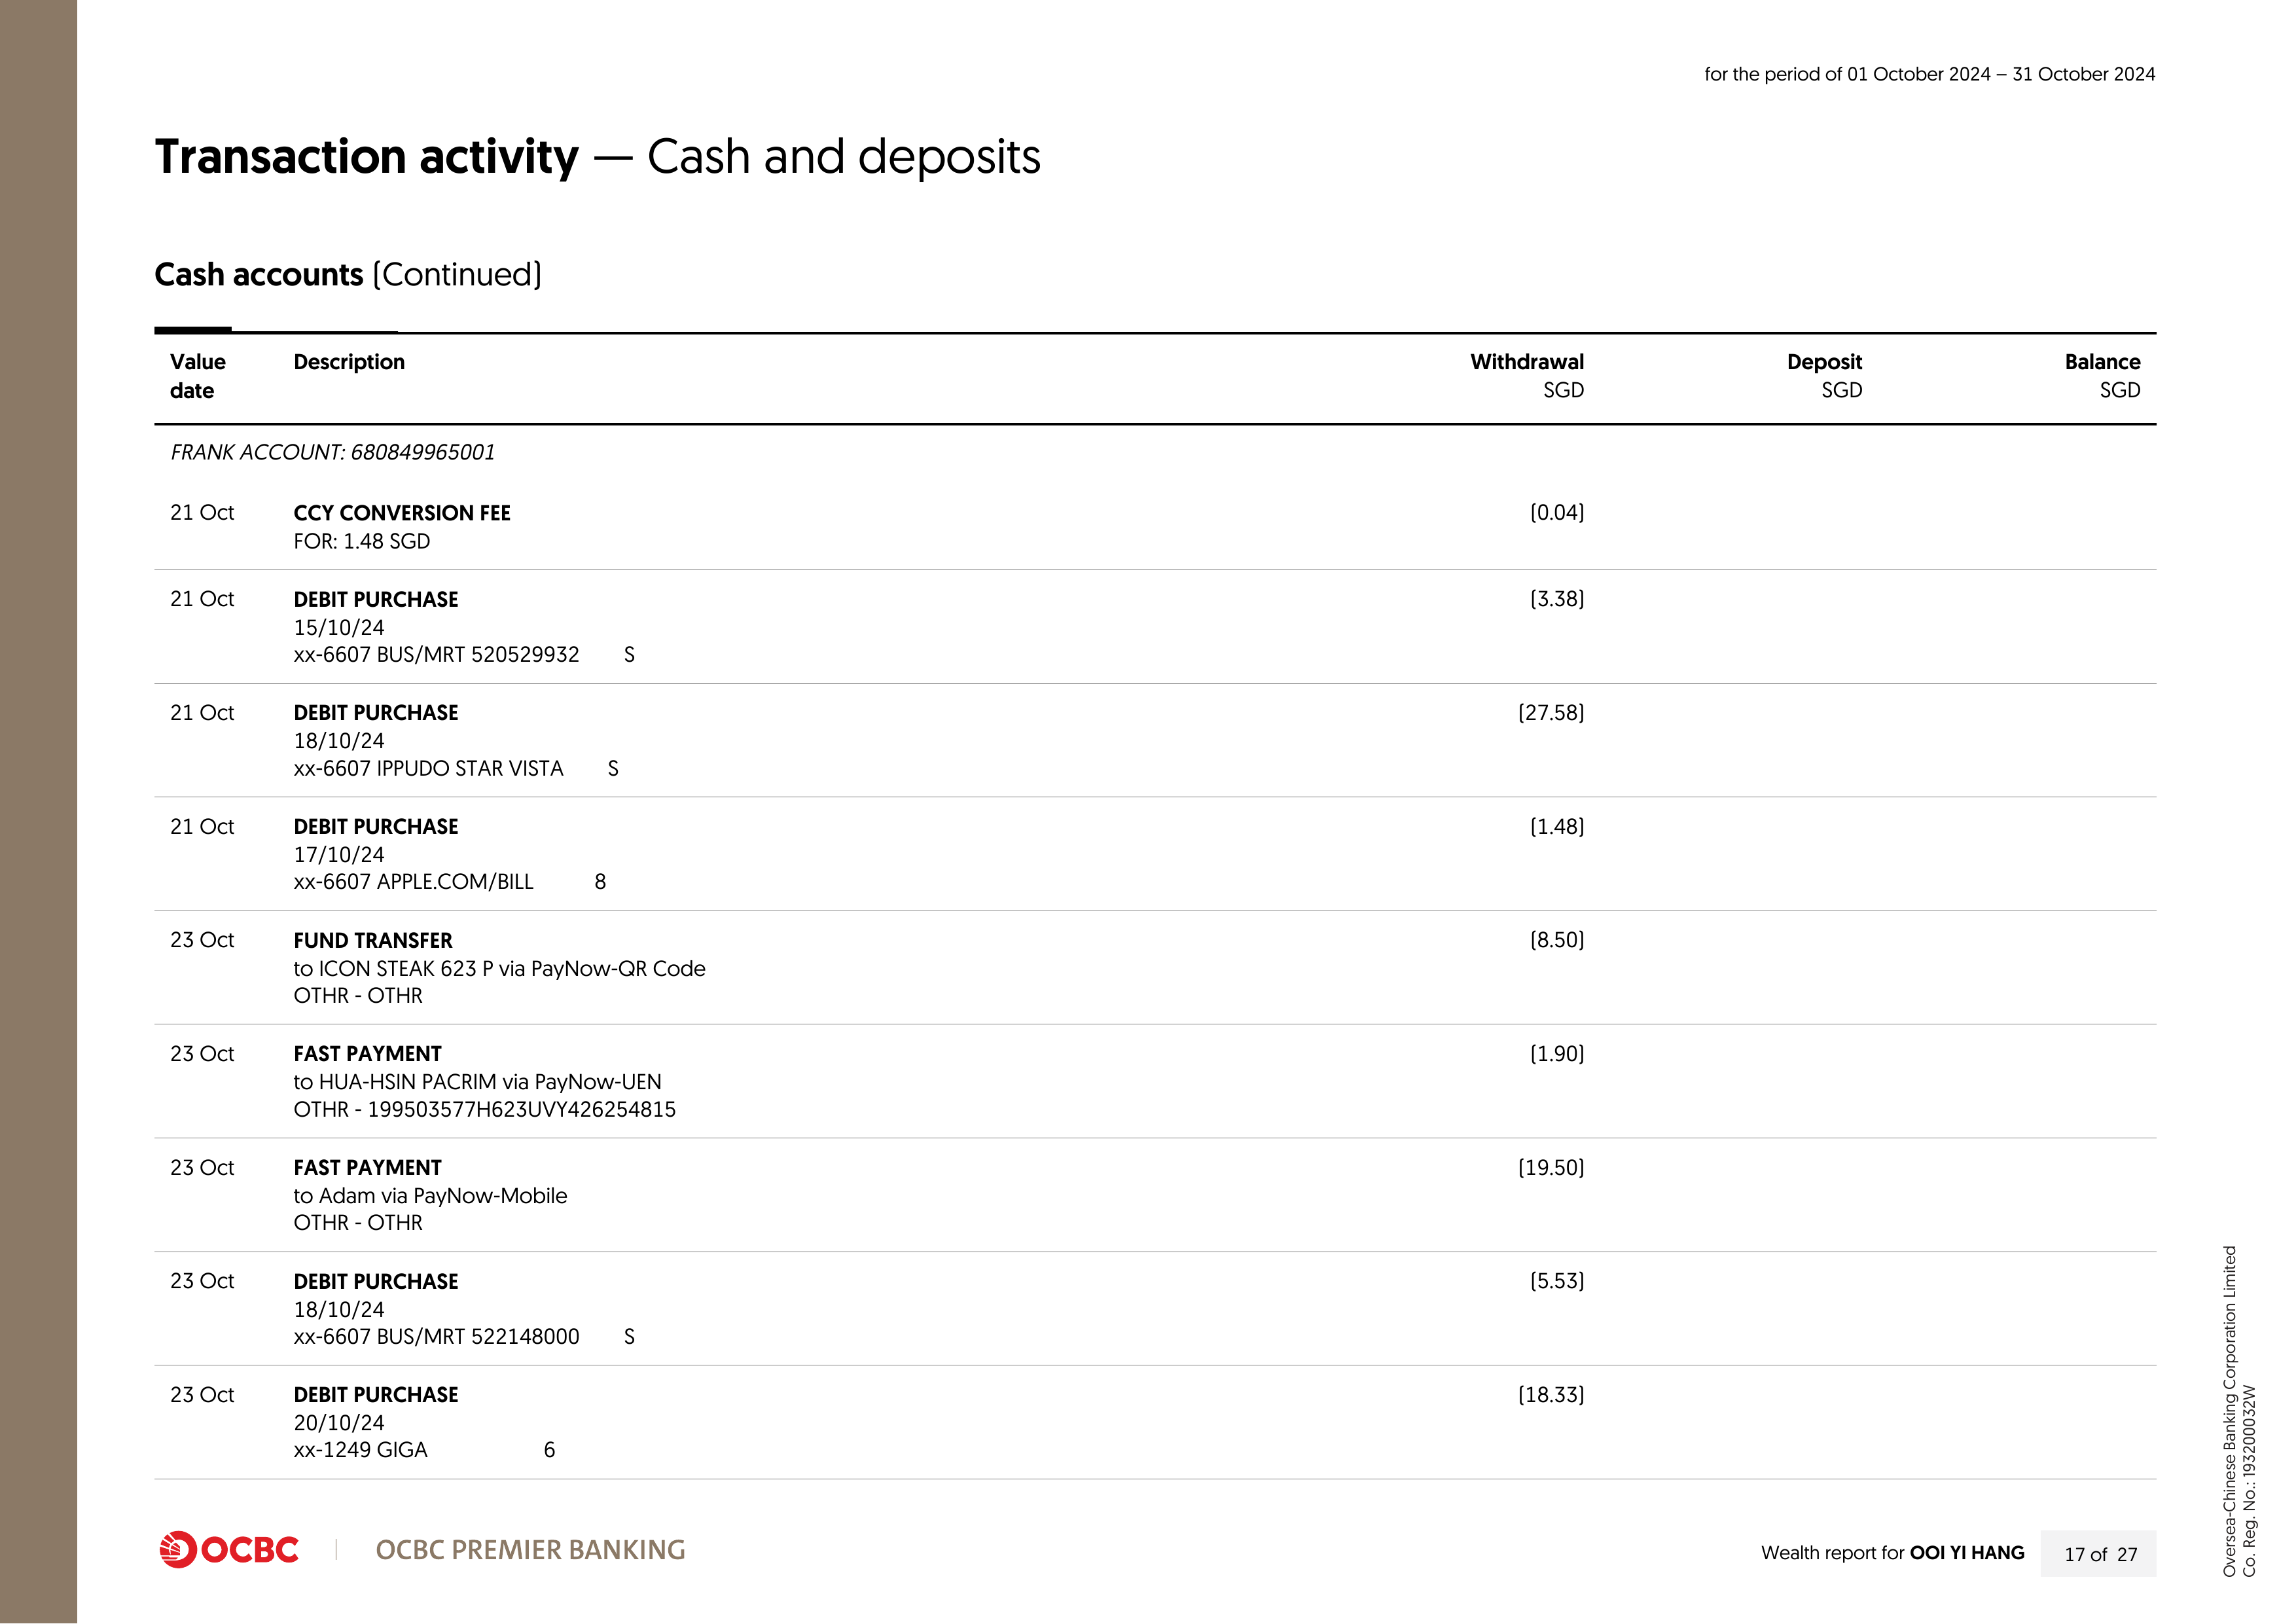 for the period of 01 October 2024 – 31 October 2024
Transaction activity — Cash and deposits
Cash accounts (Continued)
Value date Description Withdrawal SGD Deposit SGD Balance SGD
FRANK ACCOUNT: 680849965001
21 Oct CCY CONVERSION FEE (0.04)
FOR: 1.48 SGD
21 Oct DEBIT PURCHASE (3.38)
15/10/24
xx-6607 BUS/MRT 520529932 S
21 Oct DEBIT PURCHASE (27.58)
18/10/24
xx-6607 IPPUDO STAR VISTA S
21 Oct DEBIT PURCHASE (1.48)
17/10/24
xx-6607 APPLE.COM/BILL 8
23 Oct FUND TRANSFER (8.50)
to ICON STEAK 623 P via PayNow-QR Code
OTHR - OTHR
23 Oct FAST PAYMENT (1.90)
to HUA-HSIN PACRIM via PayNow-UEN
OTHR - 199503577H623UVY426254815
23 Oct FAST PAYMENT (19.50)
to Adam via PayNow-Mobile
OTHR - OTHR
23 Oct DEBIT PURCHASE (5.53)
18/10/24
xx-6607 BUS/MRT 522148000 S
23 Oct DEBIT PURCHASE (18.33)
20/10/24
xx-1249 GIGA 6
OCBC | OCBC PREMIER BANKING
Wealth report for OOI YI HANG 17 of 27
Oversea-Chinese Banking Corporation Limited
Co. Reg. No.: 193200032W